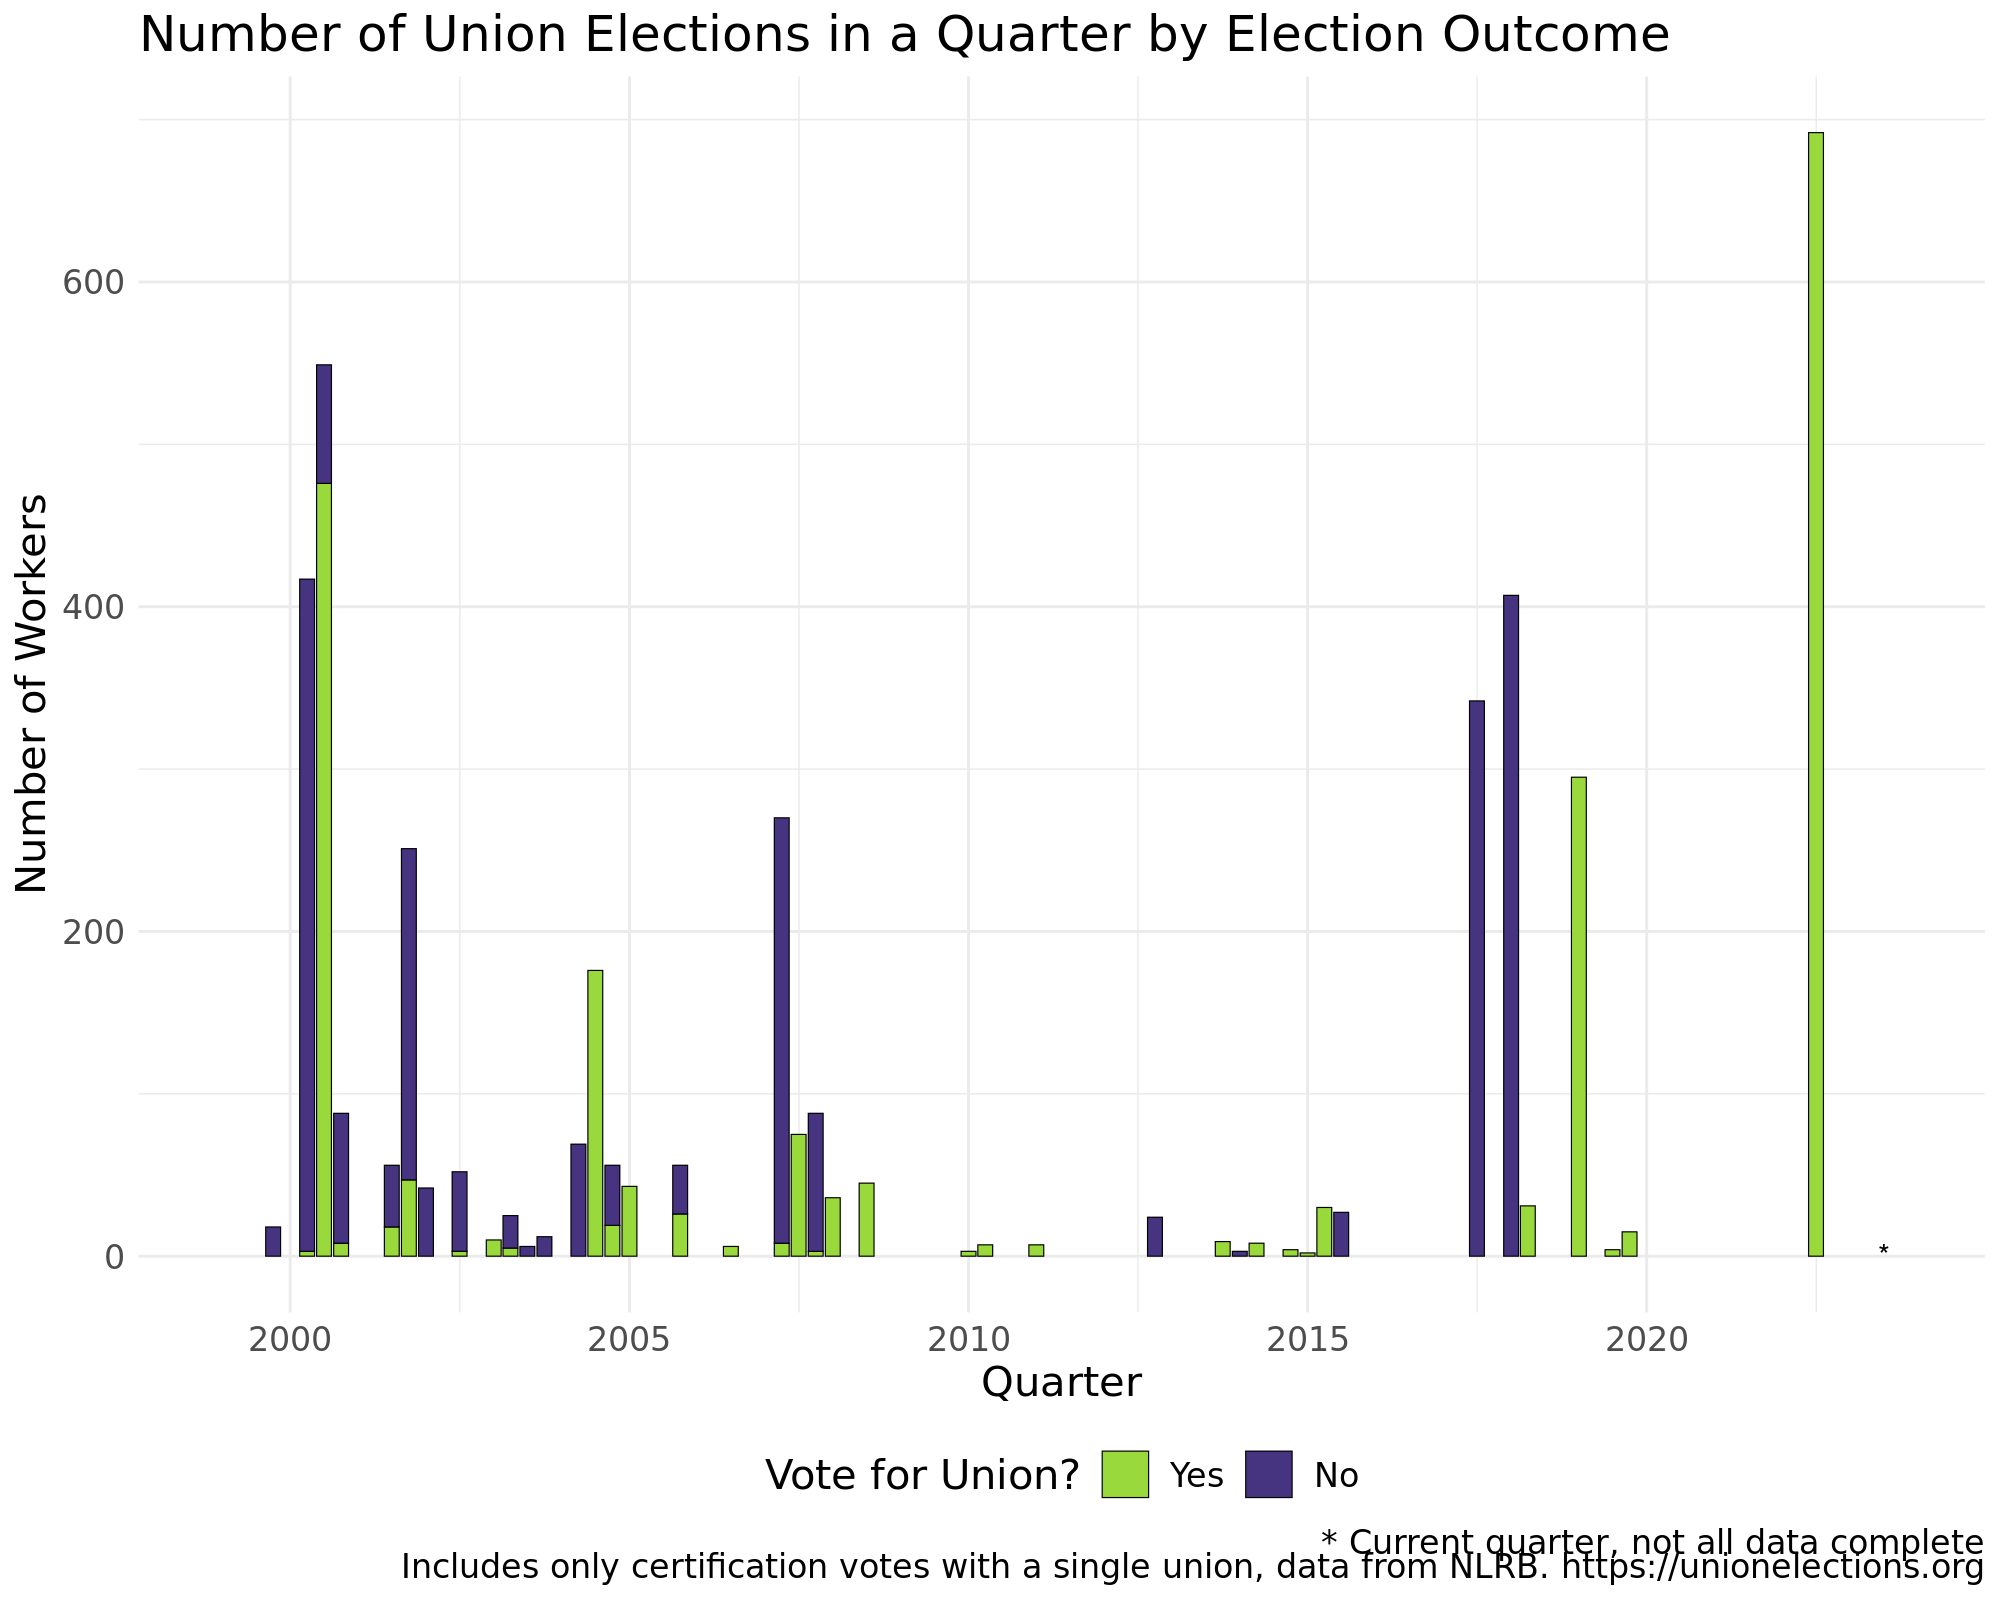 Number of Union Elections in a Quarter by Election Outcome
Number of Workers
600
400
200
0
*
2000 2005 2010 2015 2020
Quarter
Vote for Union? Yes No
* Current quarter, not all data complete
Includes only certification votes with a single union, data from NLRB. https://unionelections.org